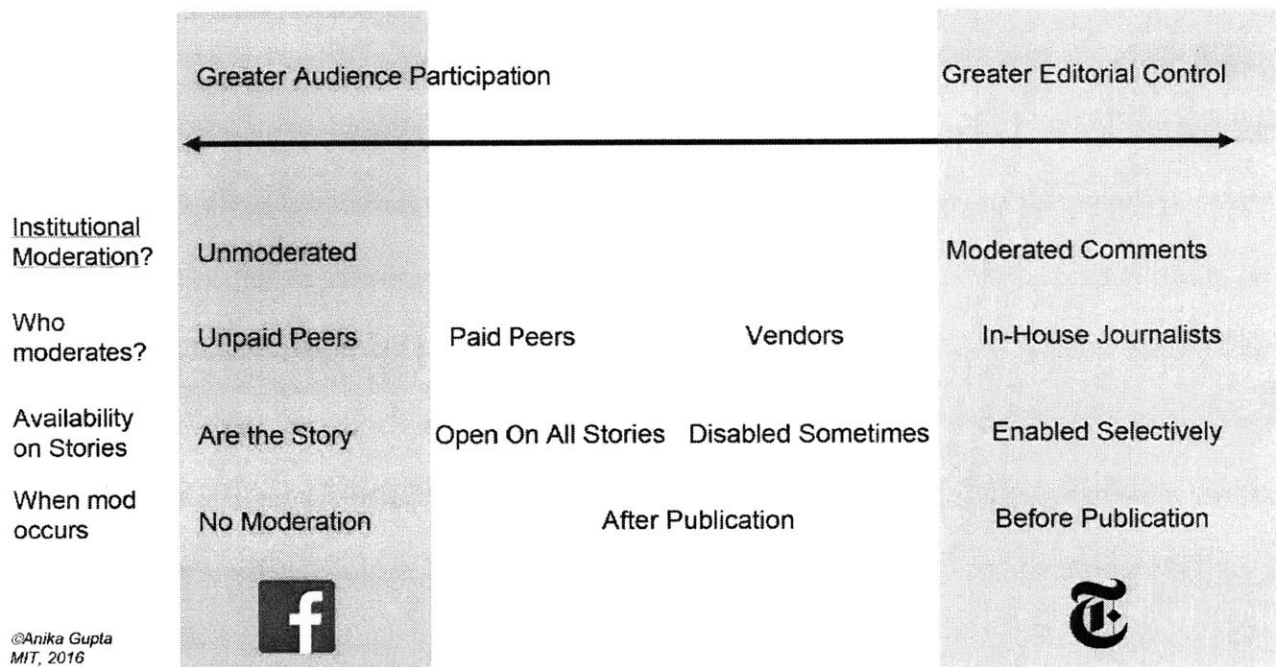 Greater Audience Participation
Greater Editorial Control
Institutional
Moderation?
Unmoderated
Moderated Comments
Who
moderates?
Unpaid Peers
Paid Peers
Vendors
In-House Journalists
Availability
on Stories
Are the Story
Open On All Stories
Disabled Sometimes
Enabled Selectively
When mod
occurs
No Moderation
After Publication
Before Publication
f
T
©Anika Gupta
MIT, 2016